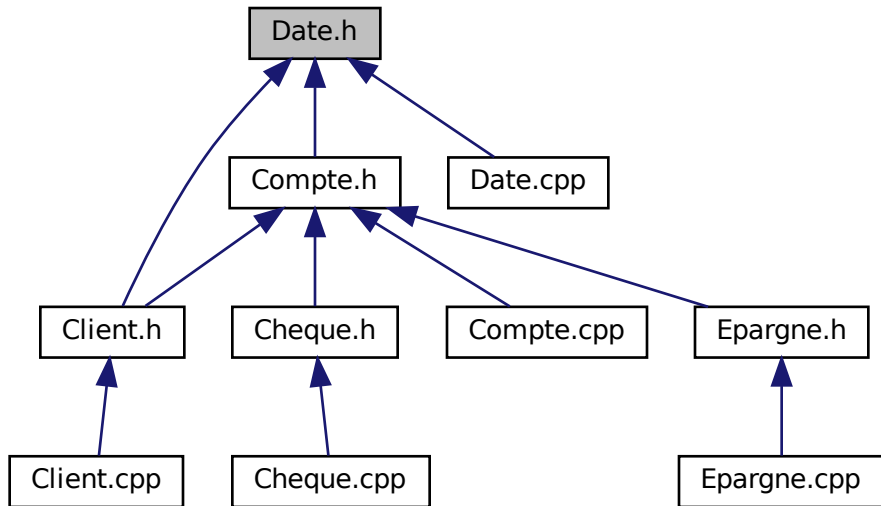 Date.h
Compte.h
Date.cpp
Client.h
Cheque.h
Compte.cpp
Epargne.h
Client.cpp
Cheque.cpp
Epargne.cpp